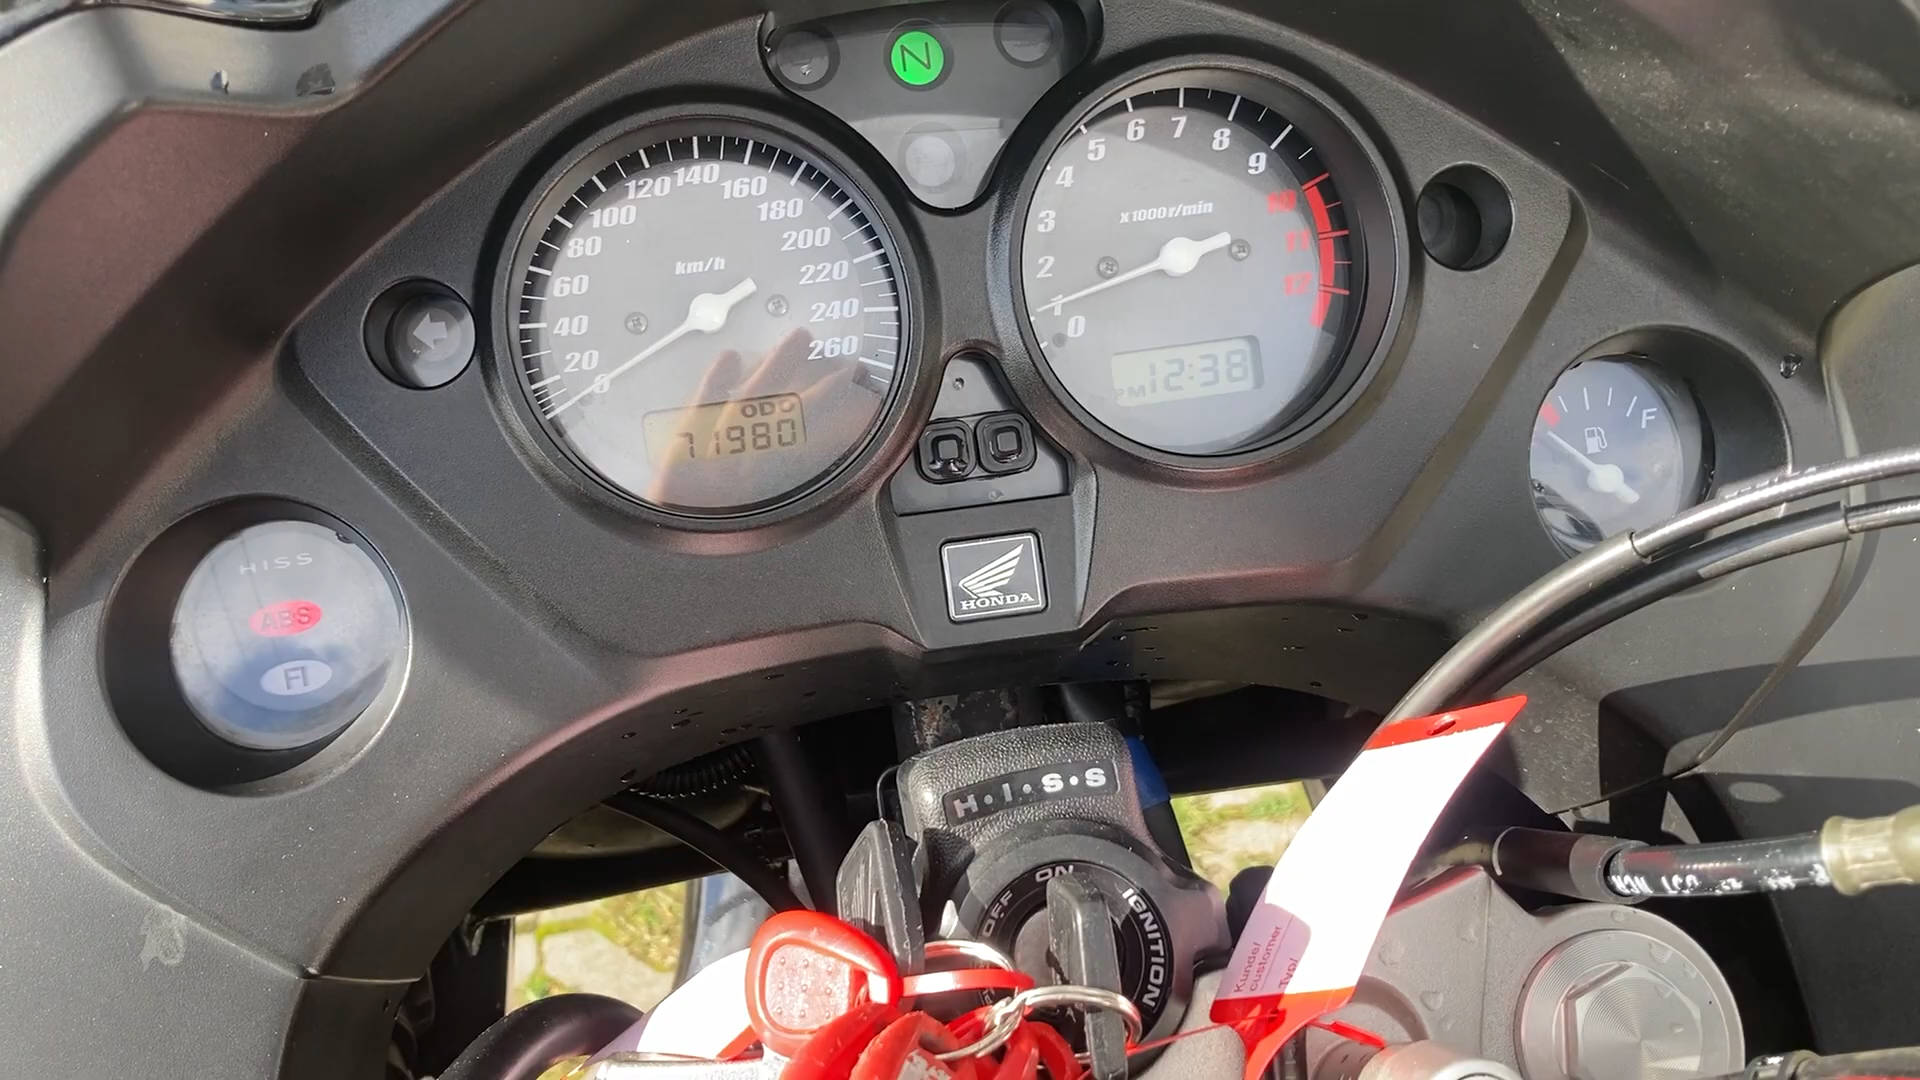 N
km/h
0
20
40
60
80
100
120
140
160
180
200
220
240
260
ODO
71980
x1000r/min
0
1
2
3
4
5
6
7
8
9
10
11
12
PM 12:38
F
HISS
ABS
FI
HONDA
H·I·S·S
OFF
ON
IGNITION
Kunde/
customer
Typ/